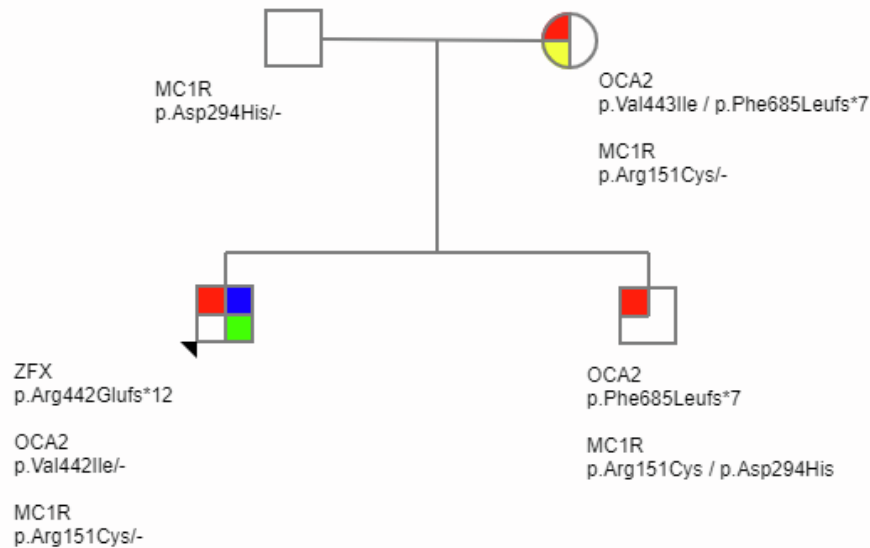 MC1R
p.Asp294His/-
OCA2
p.Val443Ile / p.Phe685Leufs*7
MC1R
p.Arg151Cys/-
ZFX
p.Arg442Glufs*12
OCA2
p.Val442Ile/-
MC1R
p.Arg151Cys/-
OCA2
p.Phe685Leufs*7
MC1R
p.Arg151Cys / p.Asp294His